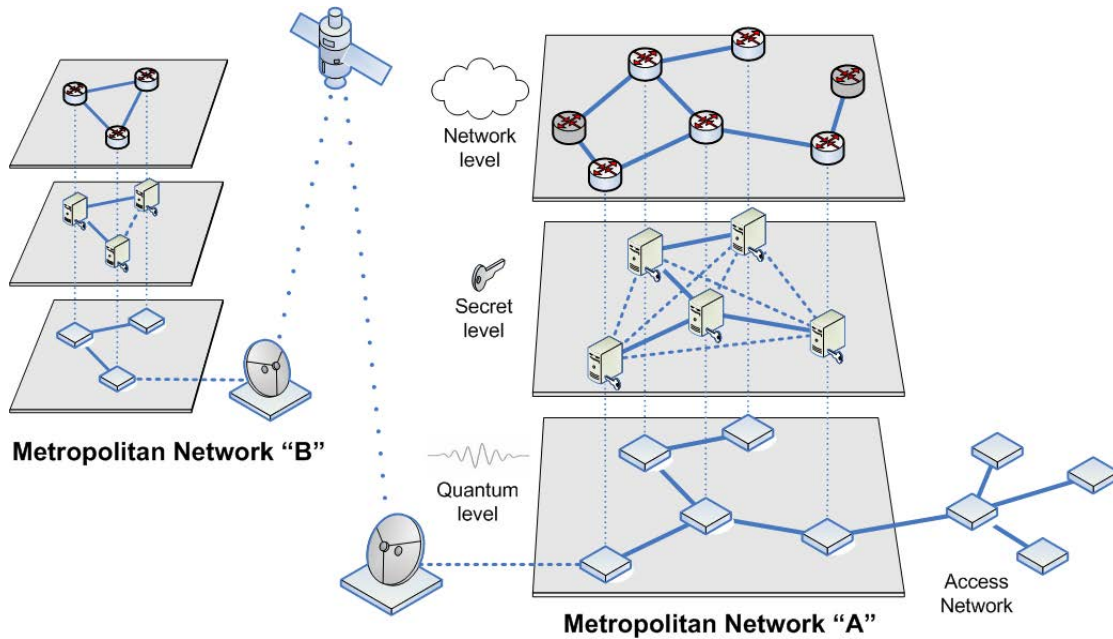 Network
level
Secret
level
Metropolitan Network “B”
Quantum
level
Access
Network
Metropolitan Network “A”